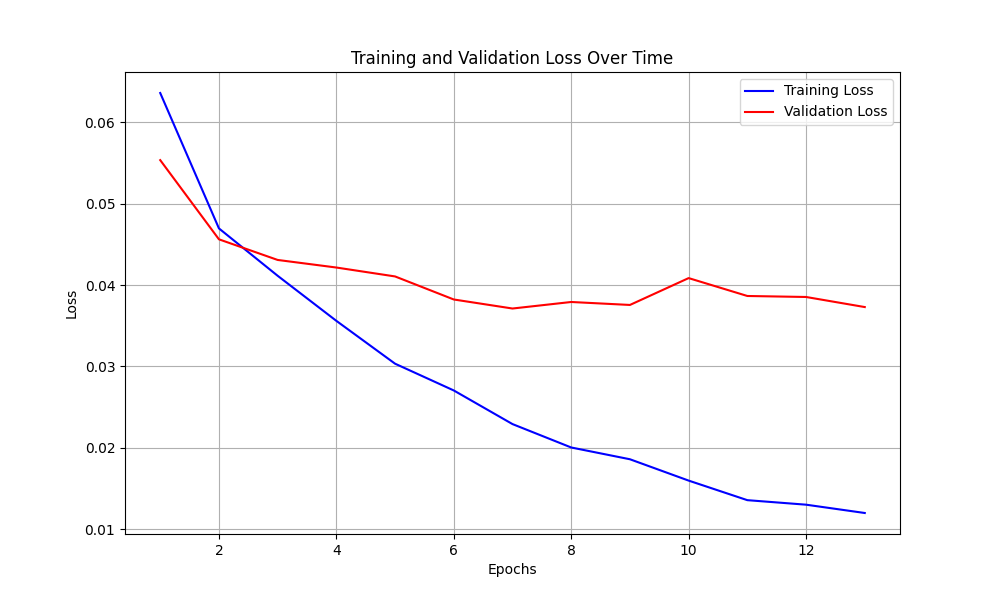 Training and Validation Loss Over Time
Training Loss
Validation Loss
0.06
0.05
0.04
0.03
0.02
0.01
Loss
2 4 6 8 10 12
Epochs